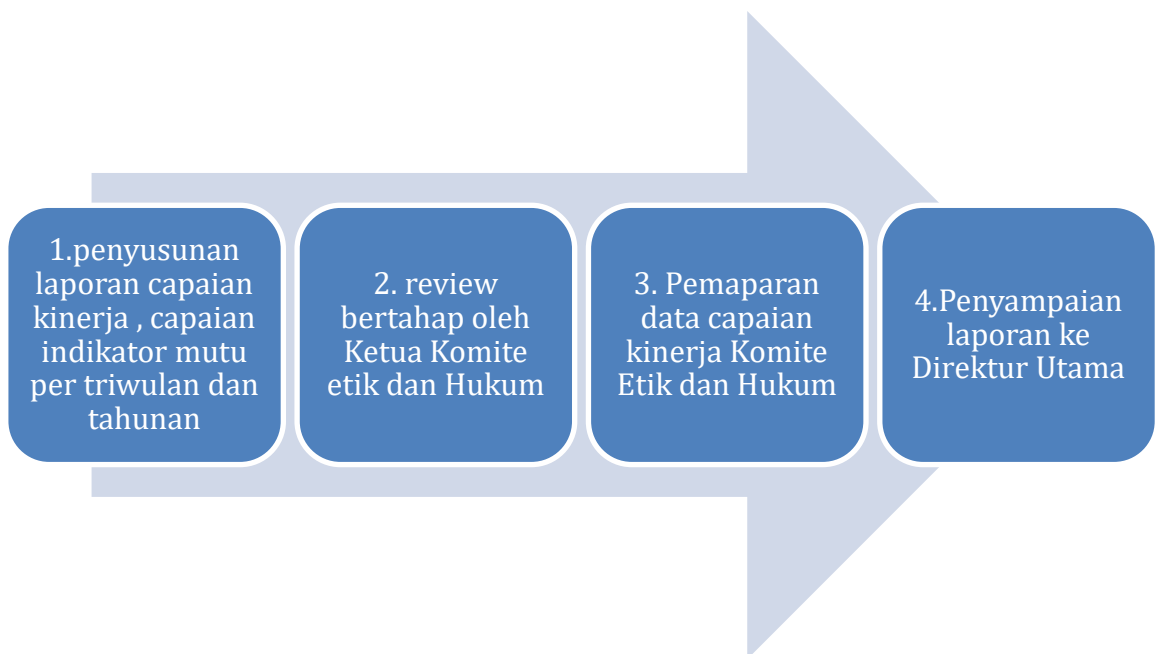 1.penyusunan
laporan capaian
kinerja , capaian
indikator mutu
per triwulan dan
tahunan
2. review
bertahap oleh
Ketua Komite
etik dan Hukum
3. Pemaparan
data capaian
kinerja Komite
Etik dan Hukum
4.Penyampaian
laporan ke
Direktur Utama